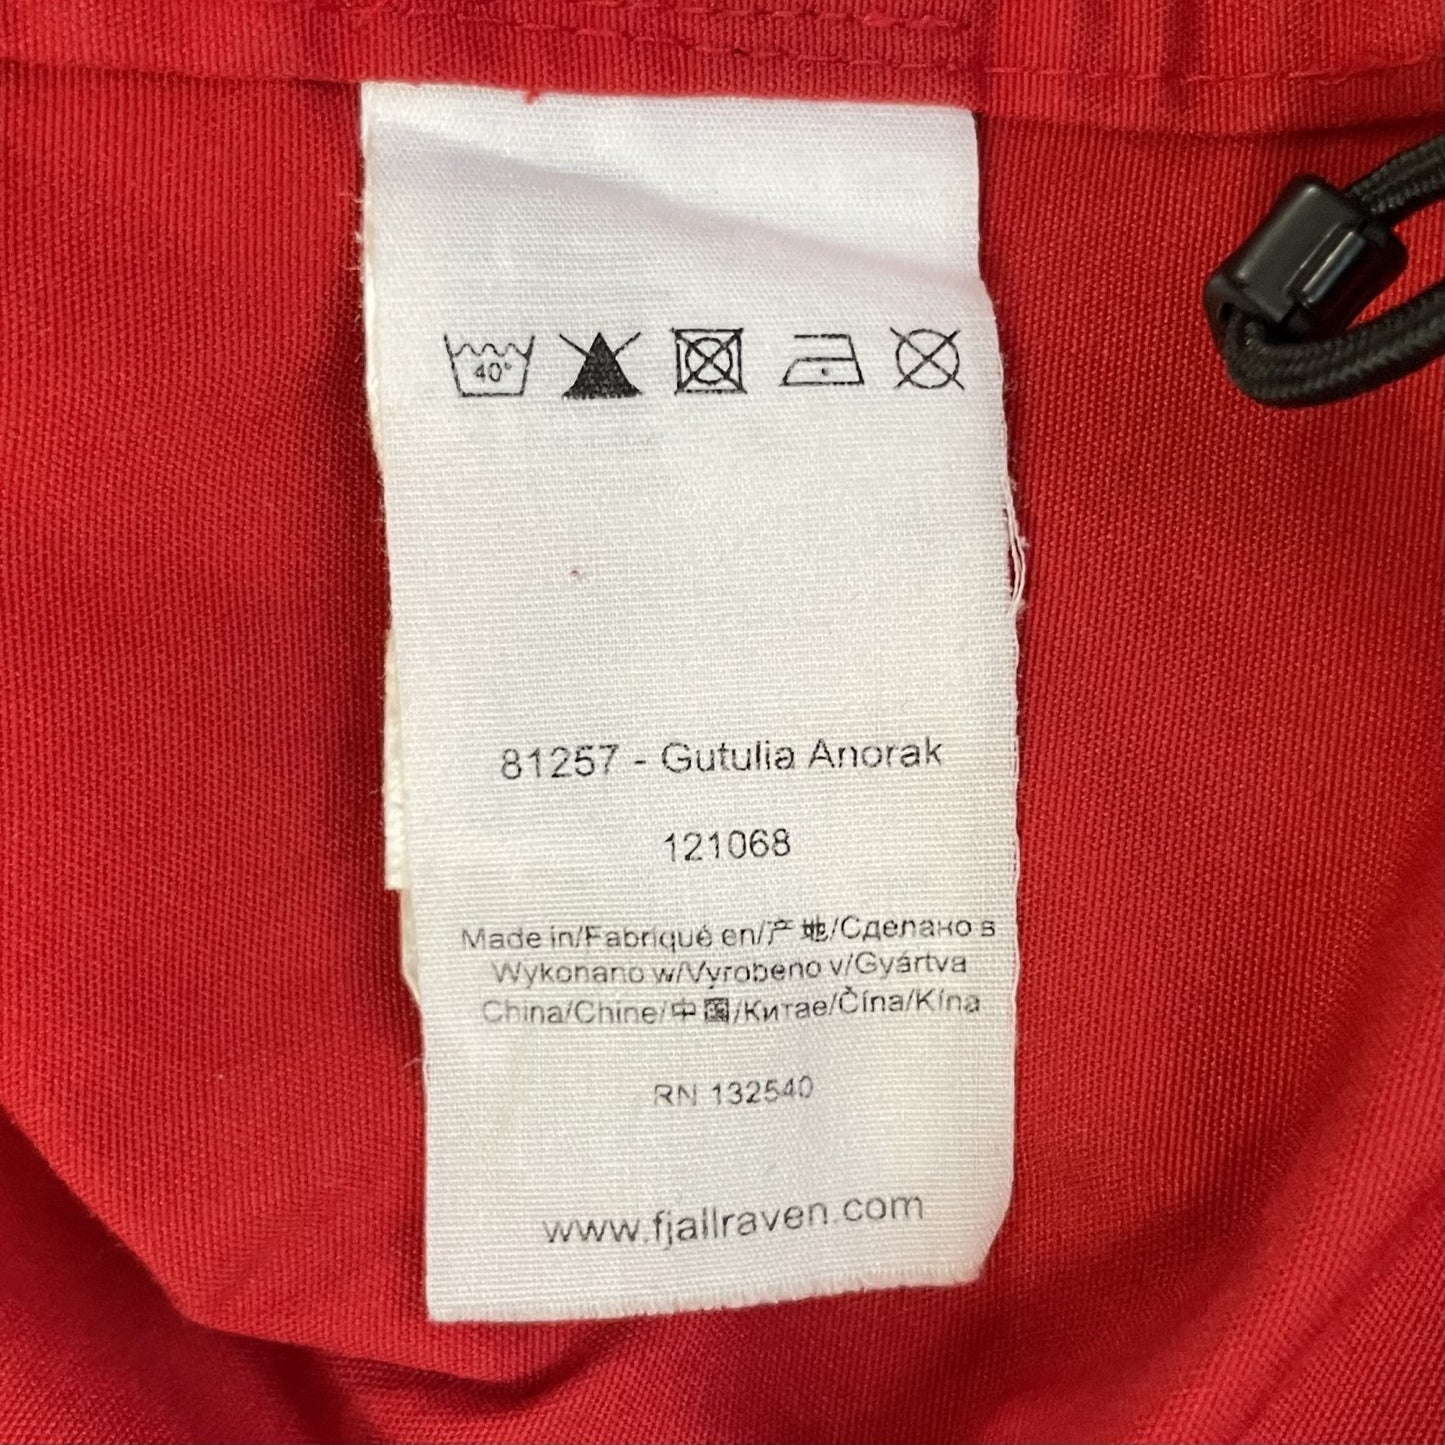 40°
81257 - Gutulia Anorak
121068
Made in/Fabriqué en/产地/Сделано в
Wykonano w/Vyrobeno v/Gyártva
China/Chine/中国/Китае/Čína/Kína
RN 132540
www.fjallraven.com